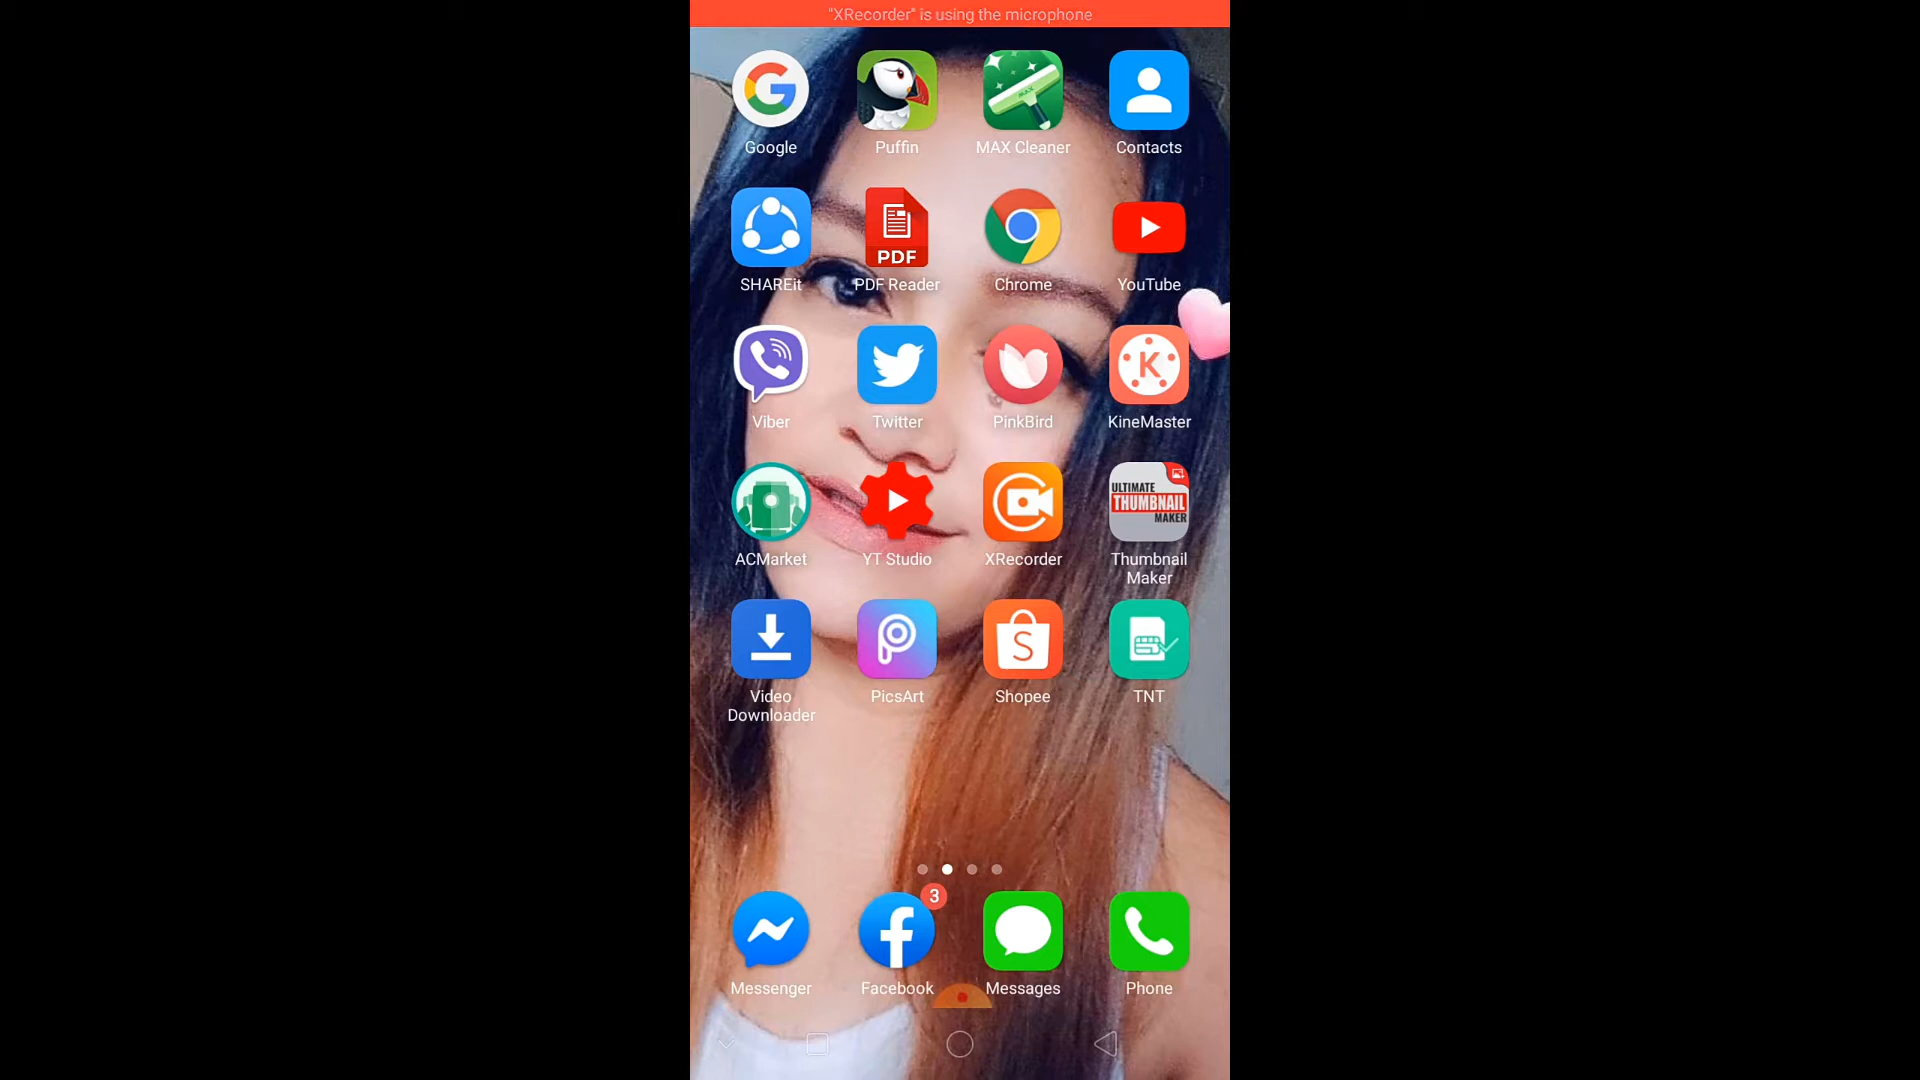 "XRecorder" is using the microphone
Google Puffin MAX Cleaner Contacts
SHAREit PDF Reader Chrome YouTube
Viber Twitter PinkBird KineMaster
ACMarket YT Studio XRecorder Thumbnail
Maker
Video PicsArt Shopee TNT
Downloader
3
Messenger Facebook Messages Phone
MAX
PDF
K
ULTIMATE
THUMBNAIL
MAKER
S